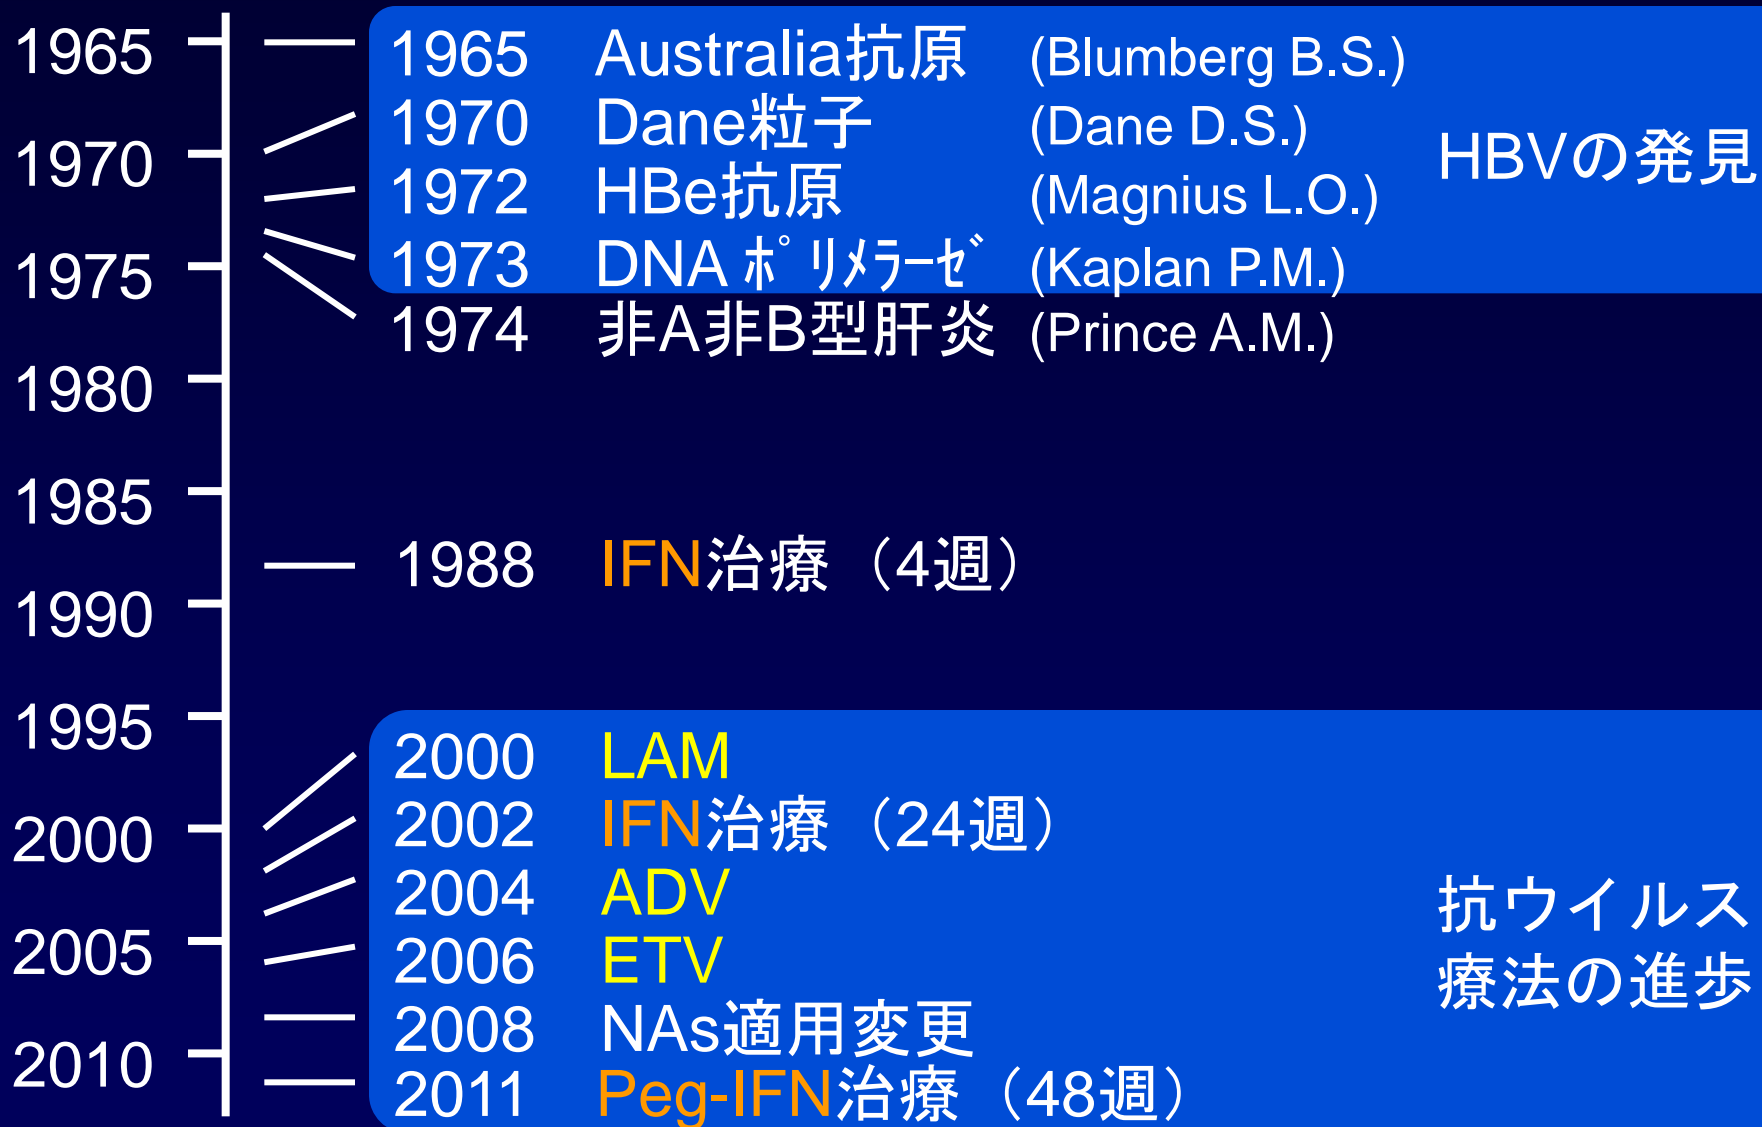 1965
1970
1975
1980
1985
1990
1995
2000
2005
2010
1965 Australia抗原 (Blumberg B.S.)
1970 Dane粒子 (Dane D.S.)
1972 HBe抗原 (Magnius L.O.)
1973 DNA ﾎﾟﾘﾒﾗｰｾﾞ (Kaplan P.M.)
HBVの発見
1974 非A非B型肝炎 (Prince A.M.)
1988 IFN治療（4週）
2000 LAM
2002 IFN治療（24週）
2004 ADV
2006 ETV
2008 NAs適用変更
2011 Peg-IFN治療（48週）
抗ウイルス
療法の進歩